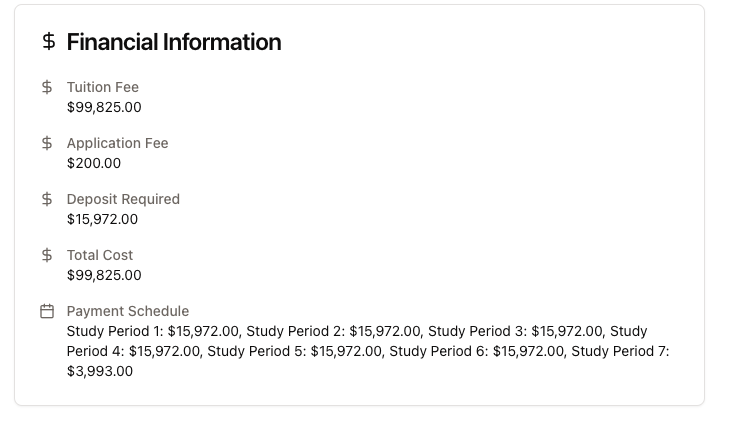 Financial Information
Tuition Fee
$99,825.00
Application Fee
$200.00
Deposit Required
$15,972.00
Total Cost
$99,825.00
Payment Schedule
Study Period 1: $15,972.00, Study Period 2: $15,972.00, Study Period 3: $15,972.00, Study
Period 4: $15,972.00, Study Period 5: $15,972.00, Study Period 6: $15,972.00, Study Period 7:
$3,993.00